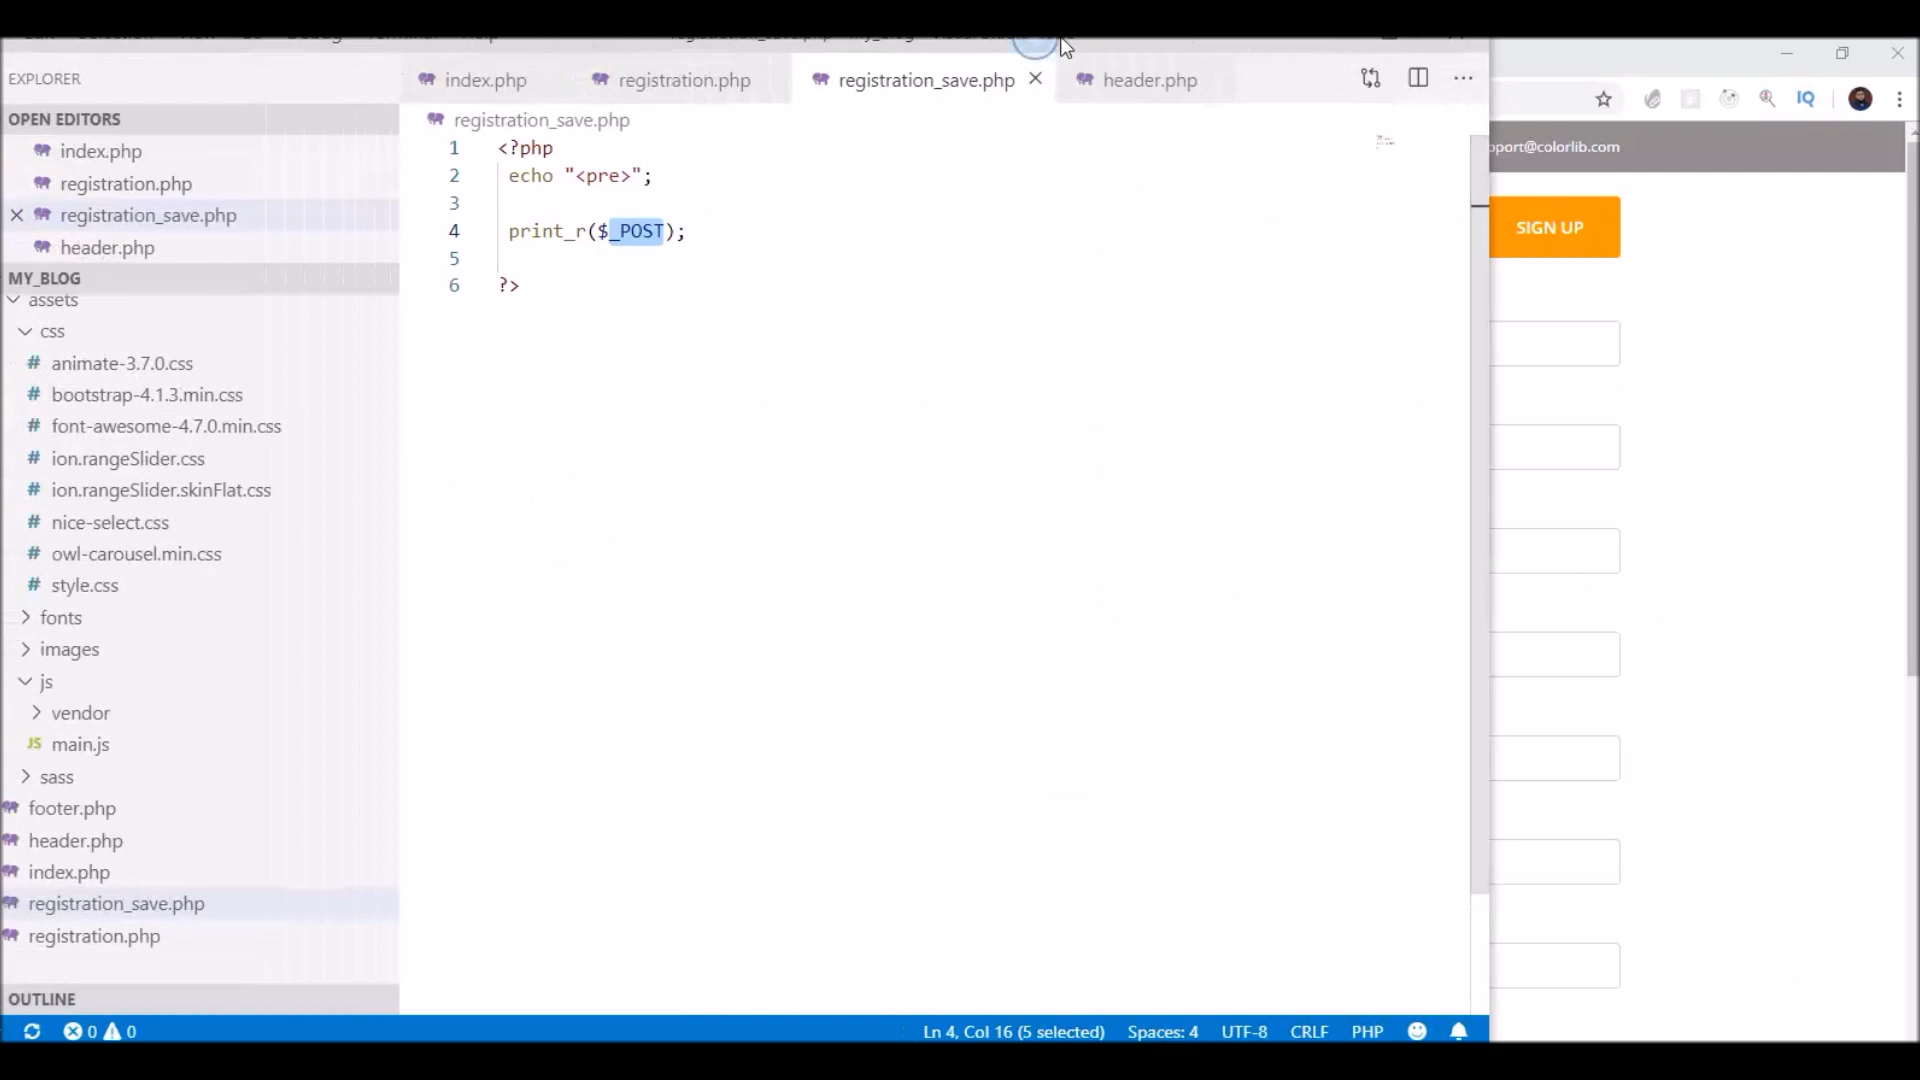 EXPLORER
OPEN EDITORS
index.php
registration.php
registration_save.php
header.php
MY_BLOG
assets
css
animate-3.7.0.css
bootstrap-4.1.3.min.css
font-awesome-4.7.0.min.css
ion.rangeSlider.css
ion.rangeSlider.skinFlat.css
nice-select.css
owl-carousel.min.css
style.css
fonts
images
js
vendor
JS main.js
sass
footer.php
header.php
index.php
registration_save.php
registration.php
OUTLINE
index.php registration.php registration_save.php header.php
registration_save.php
1 <?php
2 echo "<pre>";
3
4 print_r($_POST);
5
6 ?>
IQ
pport@colorlib.com
SIGN UP
0 0 Ln 4, Col 16 (5 selected) Spaces: 4 UTF-8 CRLF PHP